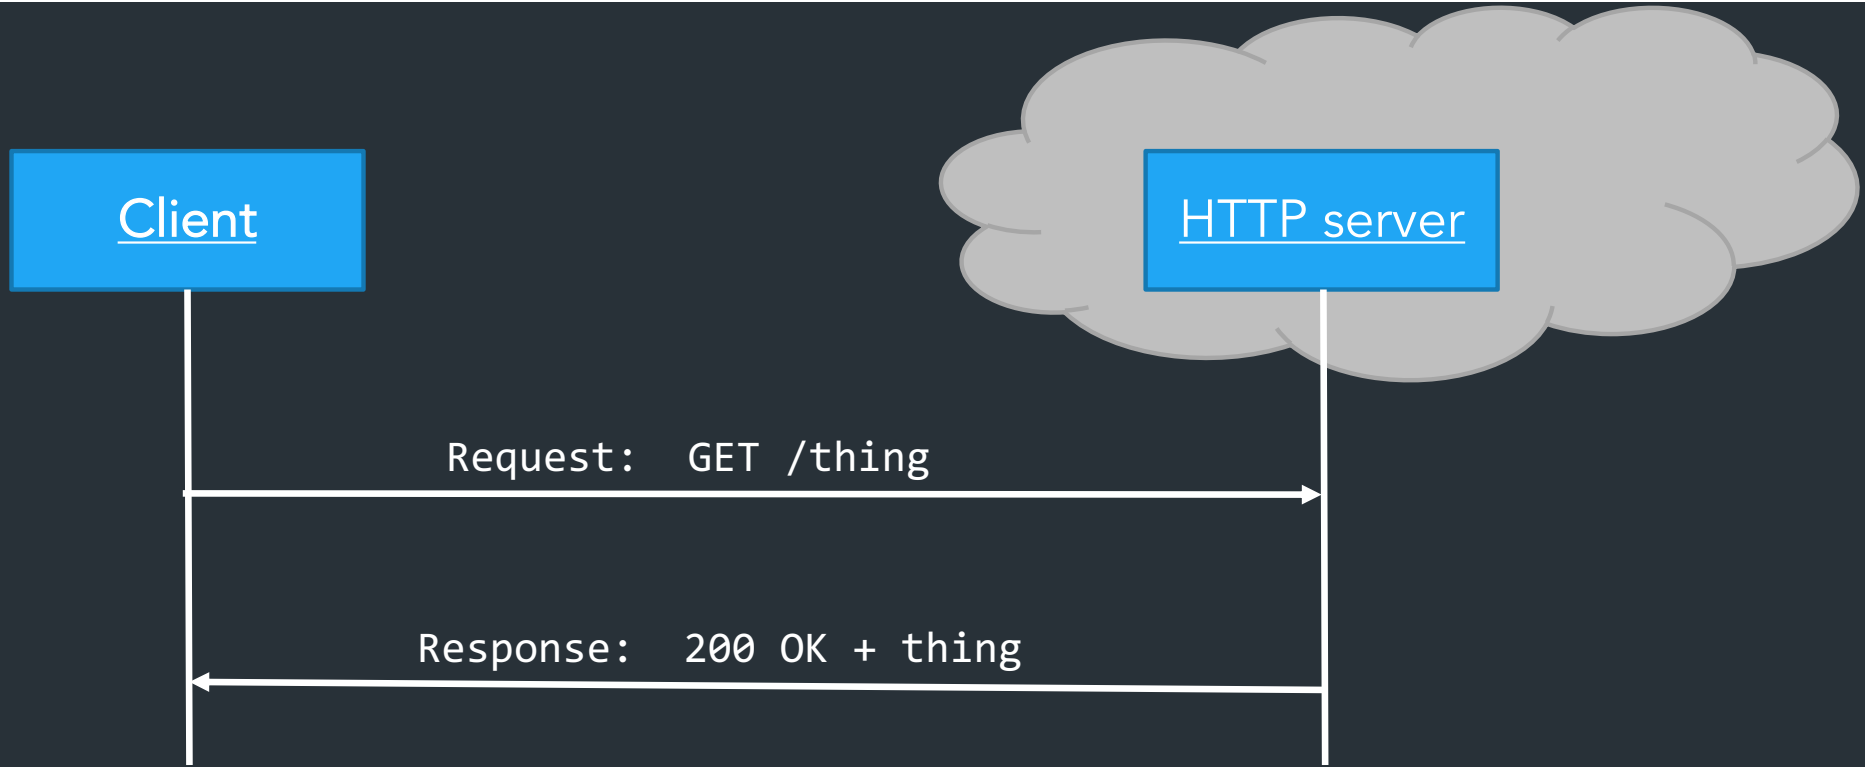 Client
HTTP server
Request:  GET /thing
Response:  200 OK + thing